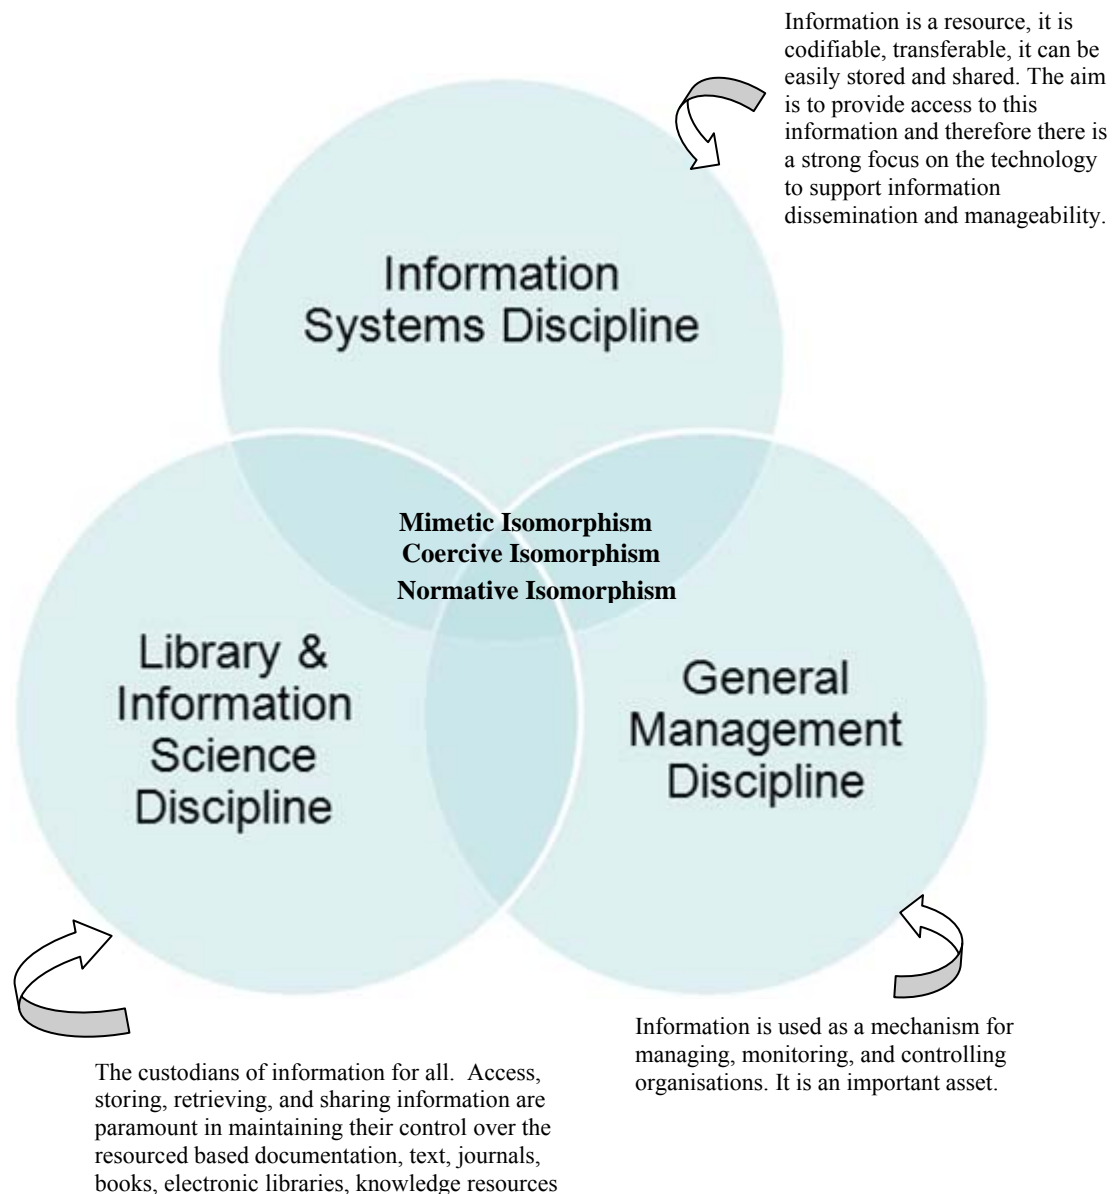 Information is a resource, it is
codifiable, transferable, it can be
easily stored and shared. The aim
is to provide access to this
information and therefore there is
a strong focus on the technology
to support information
dissemination and manageability.
Information
Systems Discipline
Mimetic Isomorphism
Coercive Isomorphism
Normative Isomorphism
Library &
Information
Science
Discipline
General
Management
Discipline
Information is used as a mechanism for
managing, monitoring, and controlling
organisations. It is an important asset.
The custodians of information for all.  Access,
storing, retrieving, and sharing information are
paramount in maintaining their control over the
resourced based documentation, text, journals,
books, electronic libraries, knowledge resources